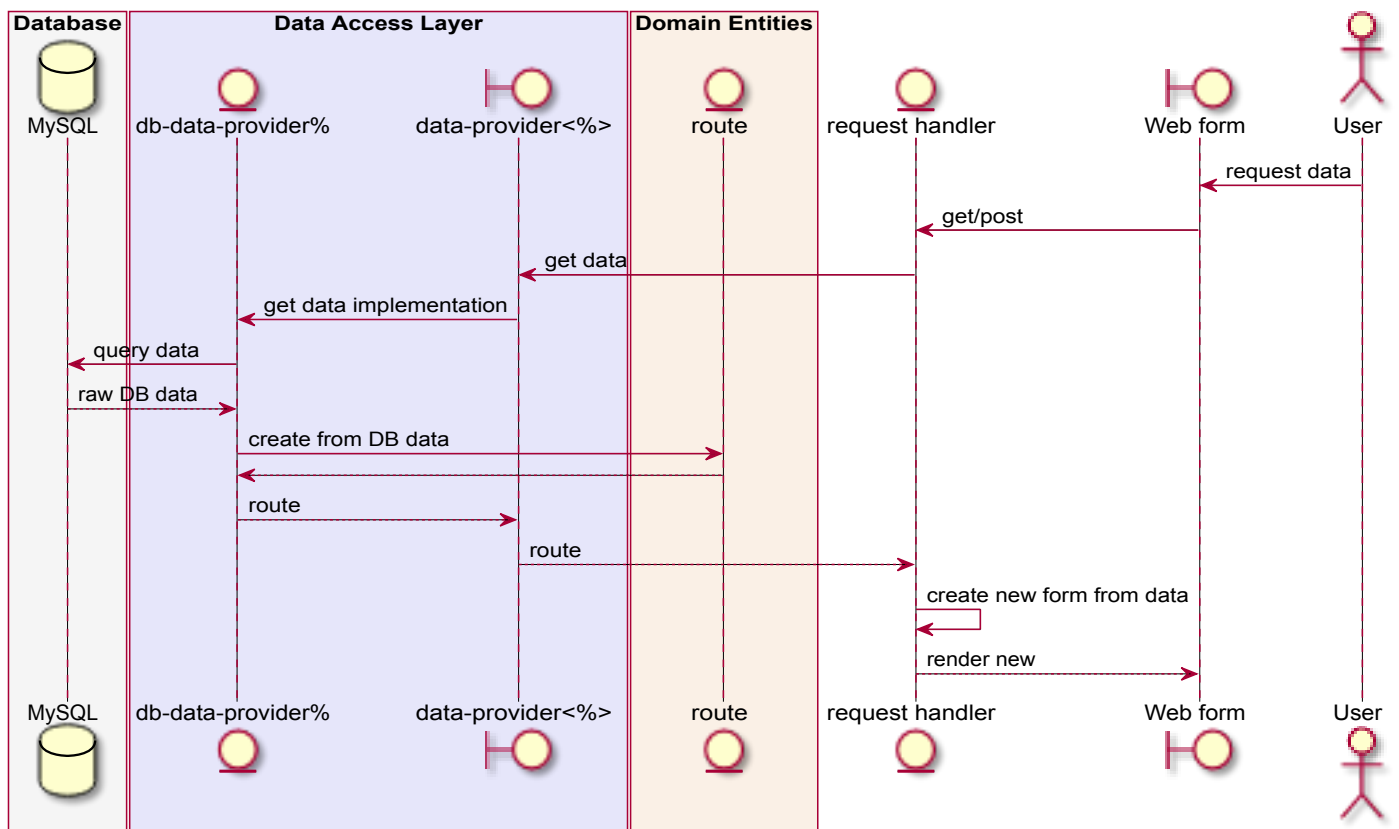 Database
Data Access Layer
Domain Entities
MySQL
db-data-provider%
data-provider<%>
route
request handler
Web form
User
request data
get/post
get data
get data implementation
query data
raw DB data
create from DB data
route
route
create new form from data
render new
MySQL
db-data-provider%
data-provider<%>
route
request handler
Web form
User